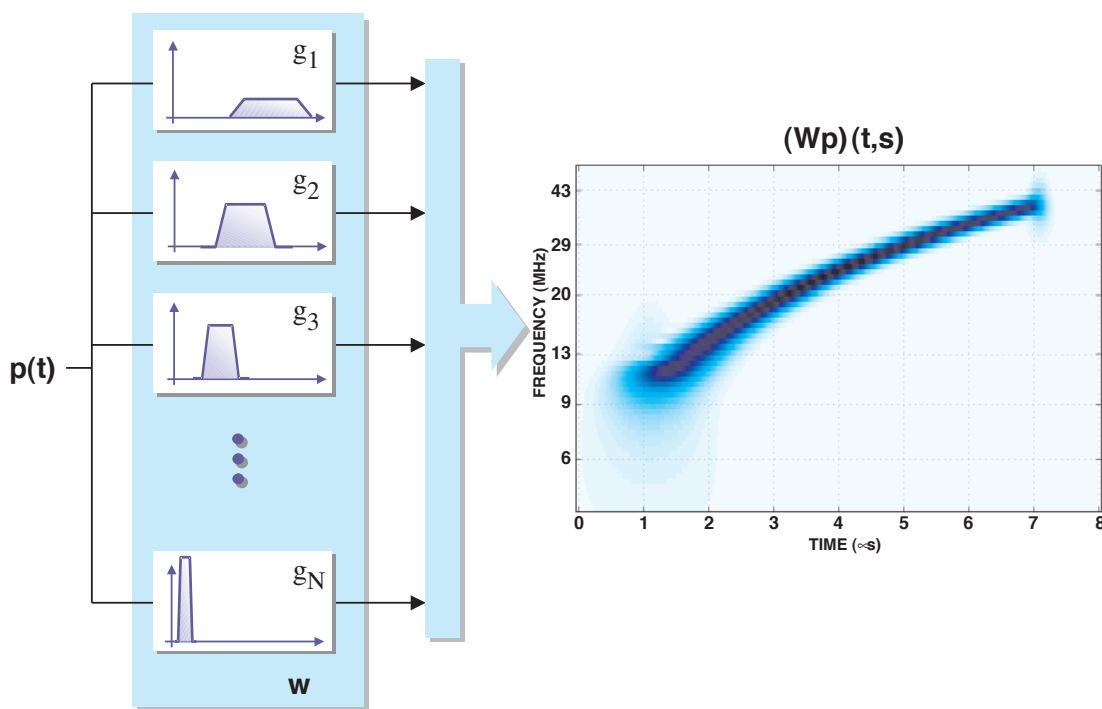 g1
g2
g3
p(t)
gN
w
(Wp) (t,s)
FREQUENCY (MHz)
43
29
20
13
9
6
0 1 2 3 4 5 6 7 8
TIME (∝s)